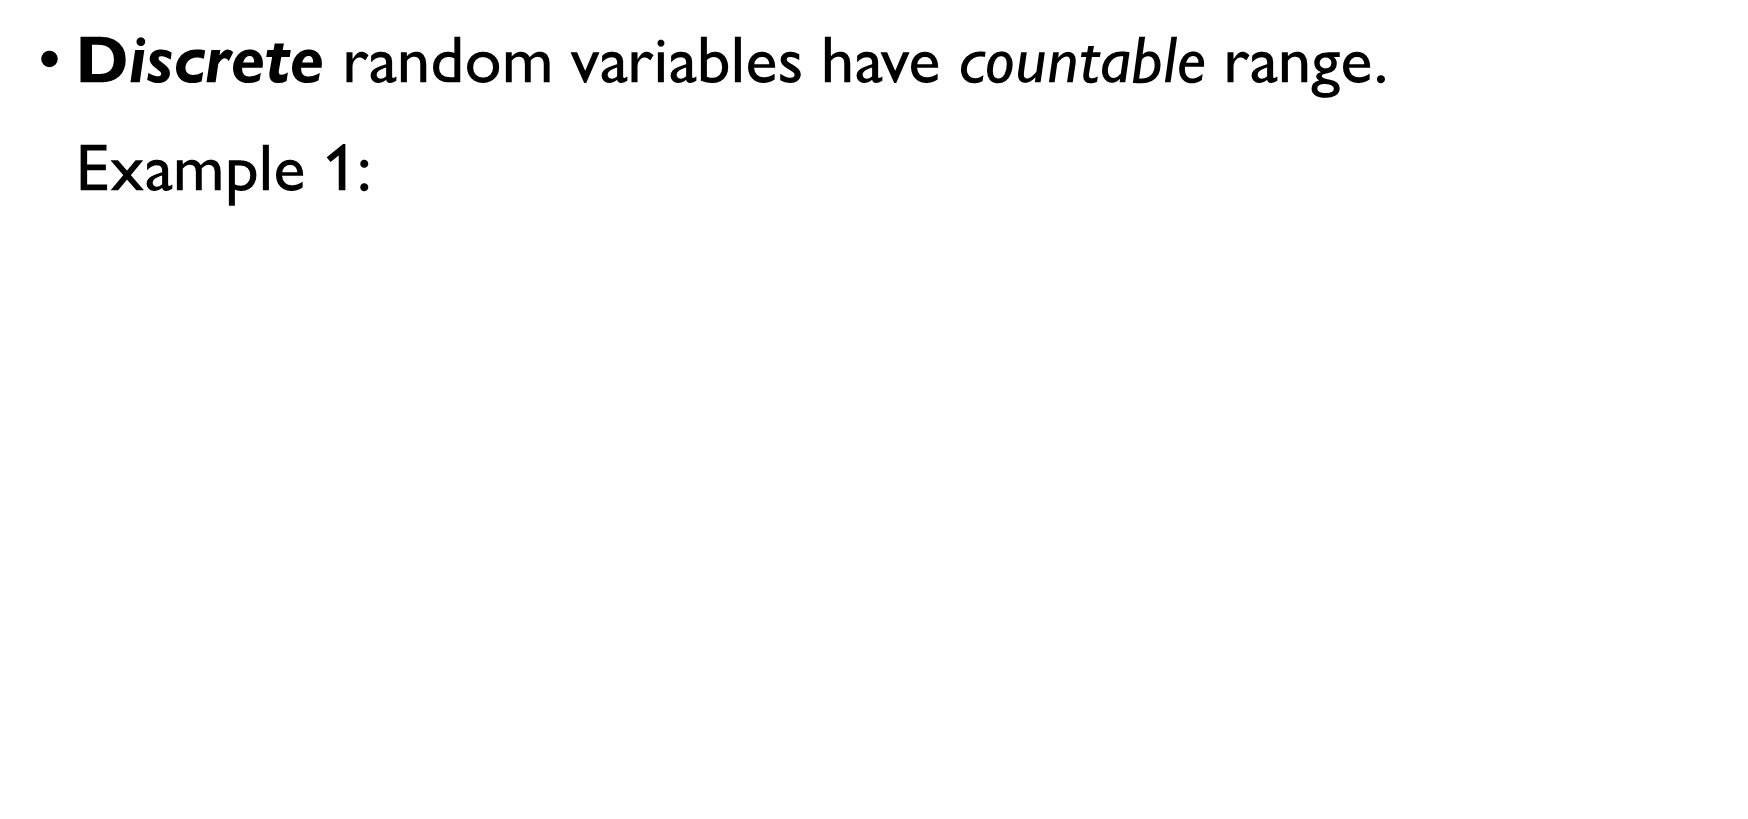 • Discrete random variables have countable range.
Example 1: